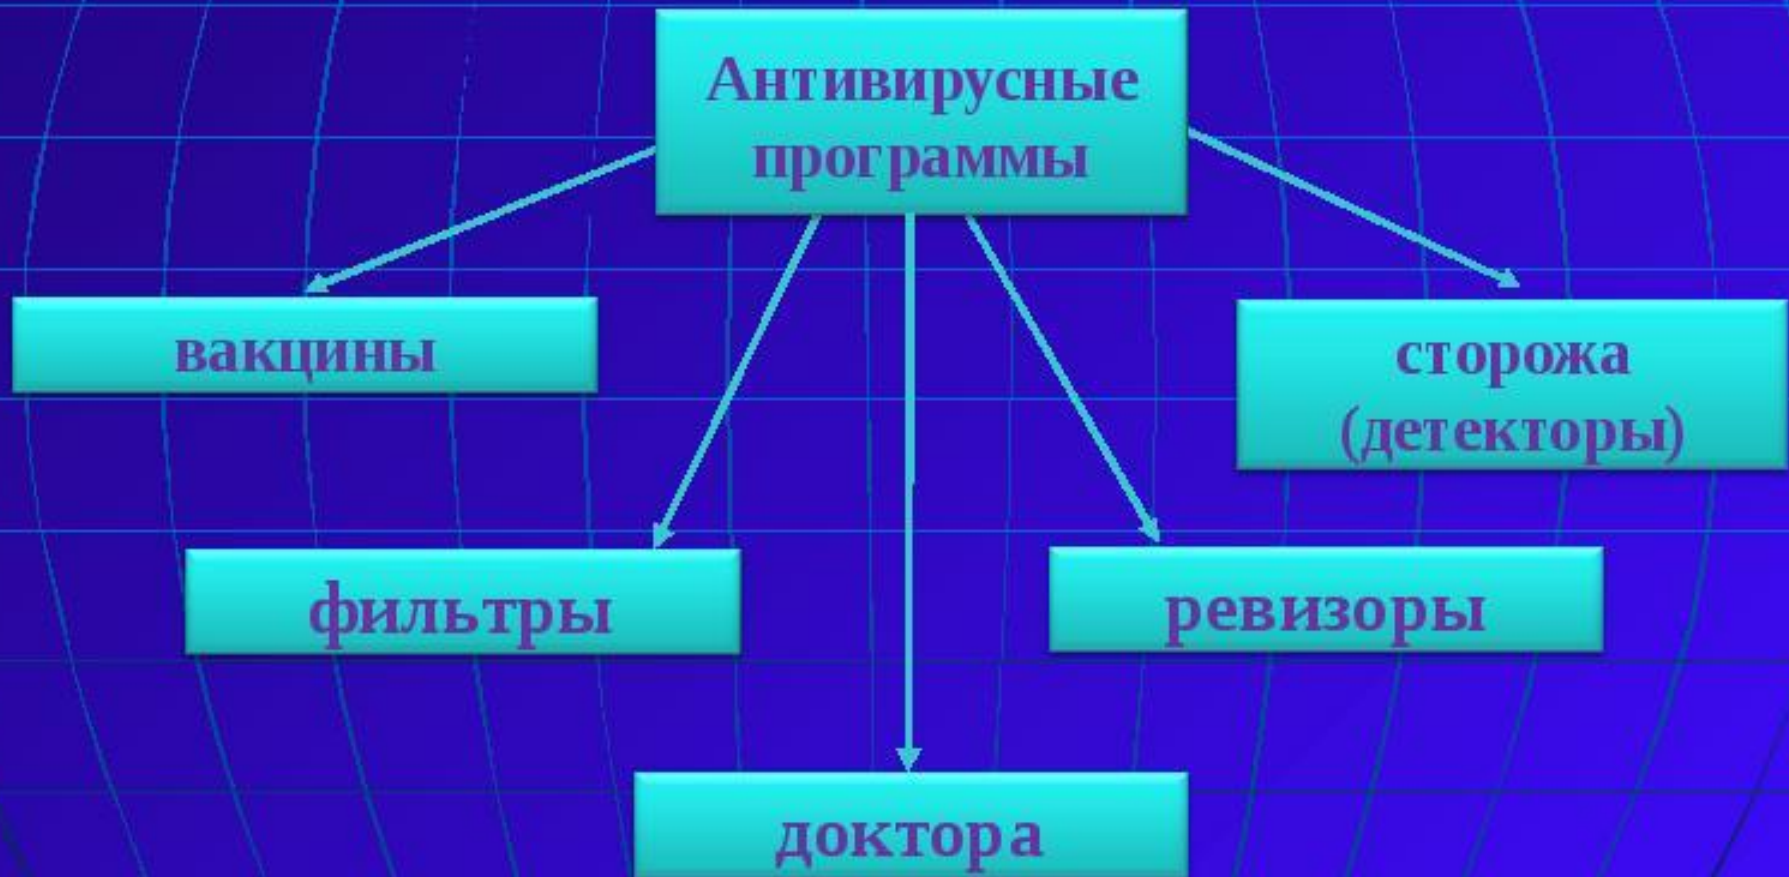 Антивирусные
программы
вакцины
сторожа
(детекторы)
фильтры
ревизоры
доктора